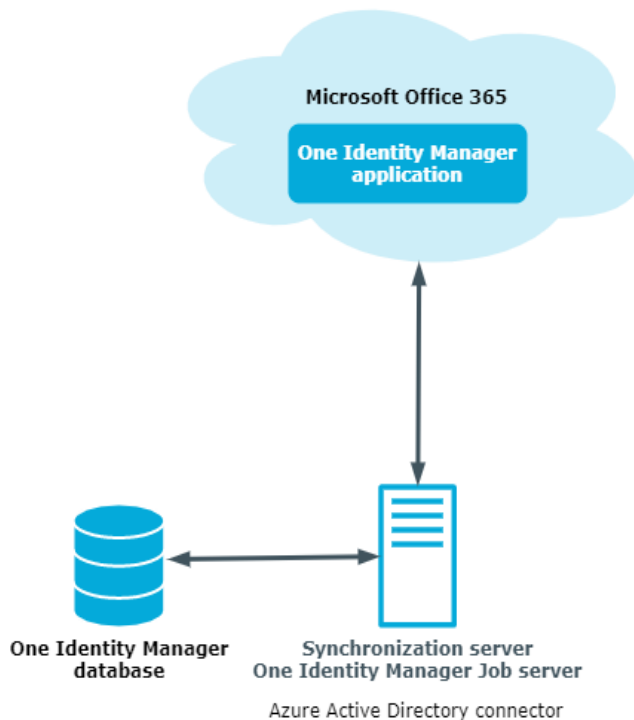 Microsoft Office 365
One Identity Manager
application
One Identity Manager
database
Synchronization server
One Identity Manager Job server
Azure Active Directory connector